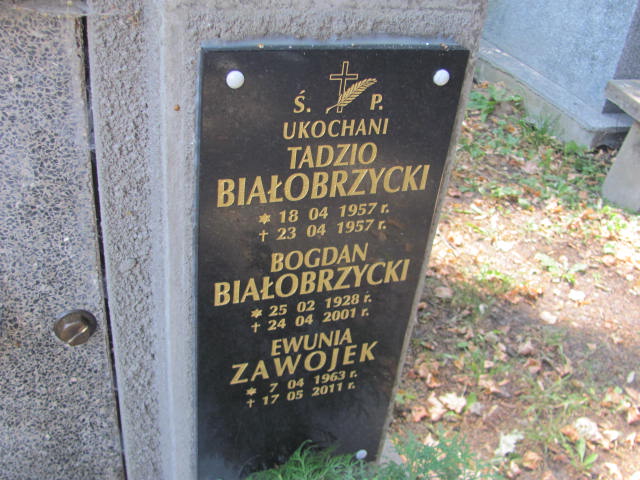 Ś. P.
UKOCHANI
TADZIO
BIAŁOBRZYCKI
* 18 04 1957 r.
† 23 04 1957 r.
BOGDAN
BIAŁOBRZYCKI
* 25 02 1928 r.
† 24 04 2001 r.
EWUNIA
ZAWOJEK
* 7 04 1963 r.
† 17 05 2011 r.